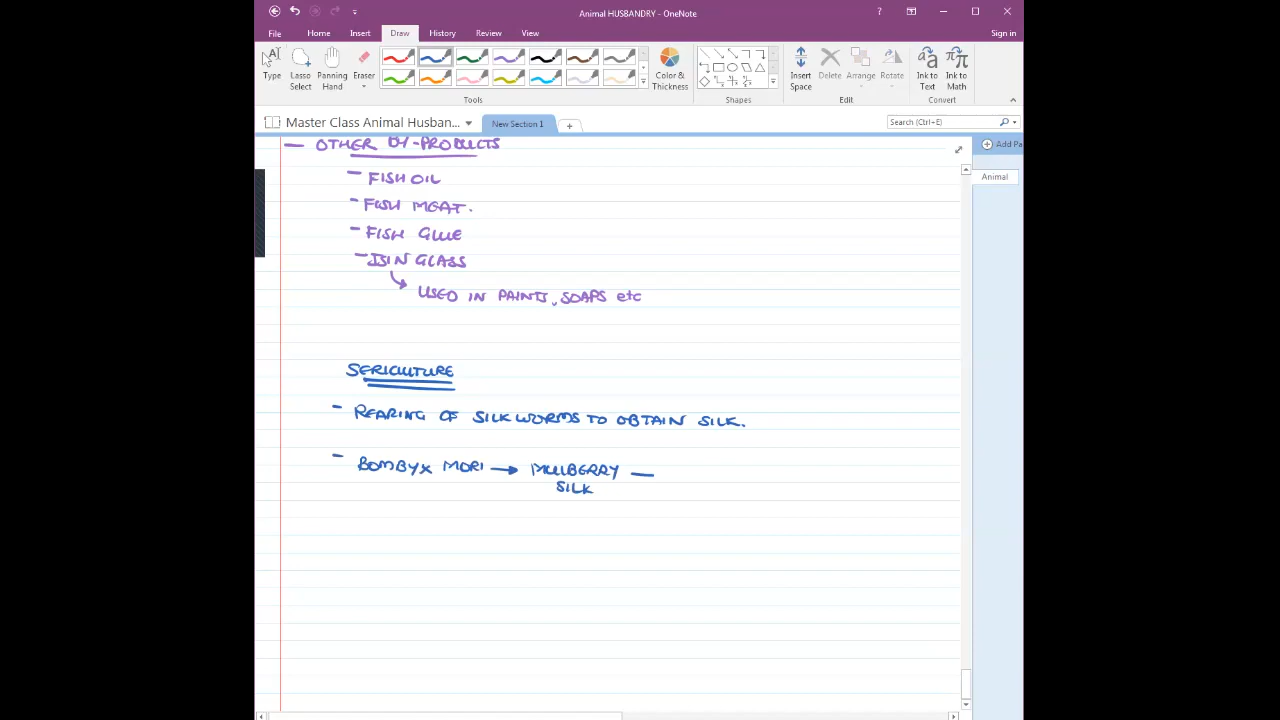 Animal HUSBANDRY - OneNote
?
File Home Insert Draw History Review View Sign in
Type
Lasso Select
Panning Hand
Eraser
Color & Thickness
Insert Space
Delete
Arrange
Rotate
Ink to Text
Ink to Math
Tools Shapes Edit Convert
Master Class Animal Husban... New Section 1 + Search (Ctrl+E)
Add Pa
Animal
— OTHER BY-PRODUCTS
- FISH OIL
- FISH MEAT.
- FISH GLUE
- ISIN GLASS
USED IN PAINTS, SOAPS etc
SERICULTURE
- REARING OF SILKWORMS TO OBTAIN SILK.
- BOMBYX MORI → MULBERRY —
SILK